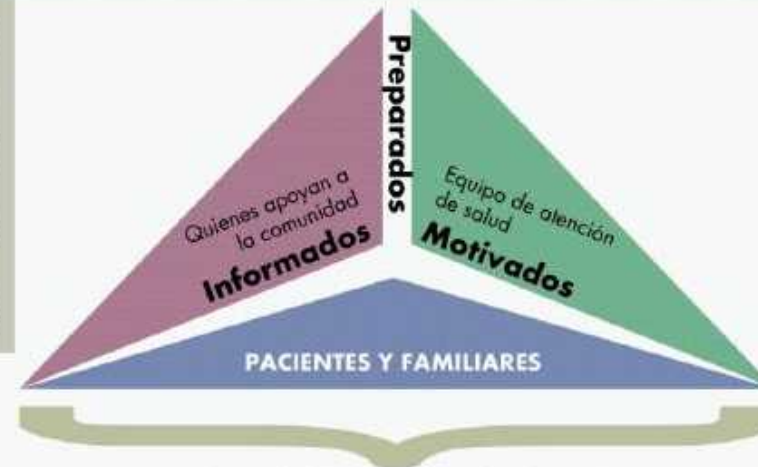 Preparados
Quienes apoyan a
la comunidad
Informados
Equipo de atención
de salud
Motivados
PACIENTES Y FAMILIARES